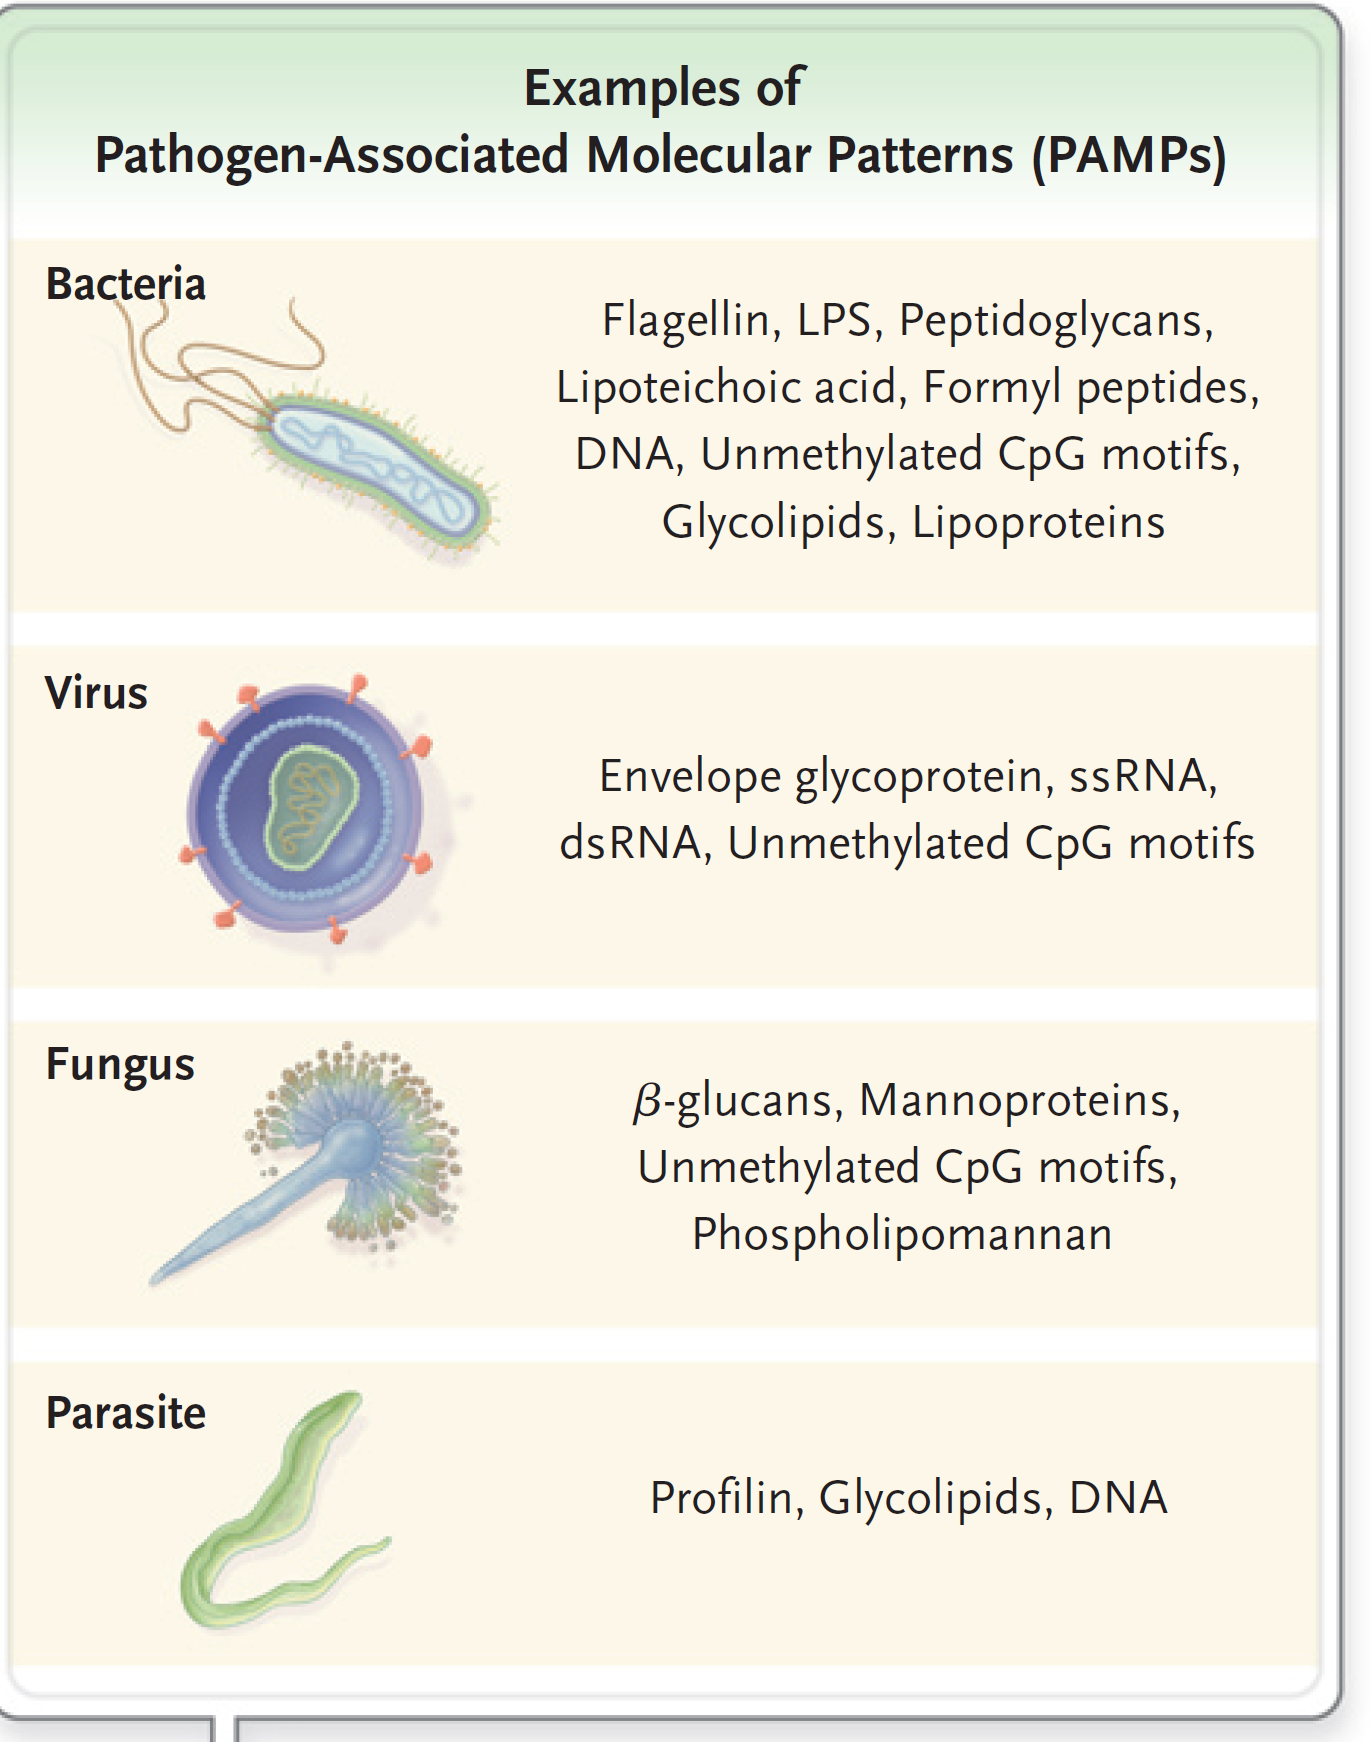 Examples of
Pathogen-Associated Molecular Patterns (PAMPs)
Bacteria
Flagellin, LPS, Peptidoglycans,
Lipoteichoic acid, Formyl peptides,
DNA, Unmethylated CpG motifs,
Glycolipids, Lipoproteins
Virus
Envelope glycoprotein, ssRNA,
dsRNA, Unmethylated CpG motifs
Fungus
β-glucans, Mannoproteins,
Unmethylated CpG motifs,
Phospholipomannan
Parasite
Profilin, Glycolipids, DNA